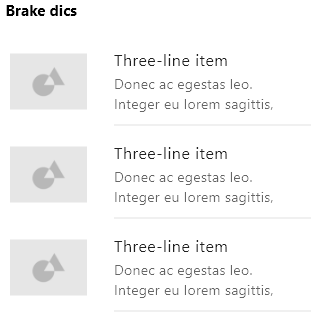 Brake dics
Three-line item
Donec ac egestas leo.
Integer eu lorem sagittis,
Three-line item
Donec ac egestas leo.
Integer eu lorem sagittis,
Three-line item
Donec ac egestas leo.
Integer eu lorem sagittis,